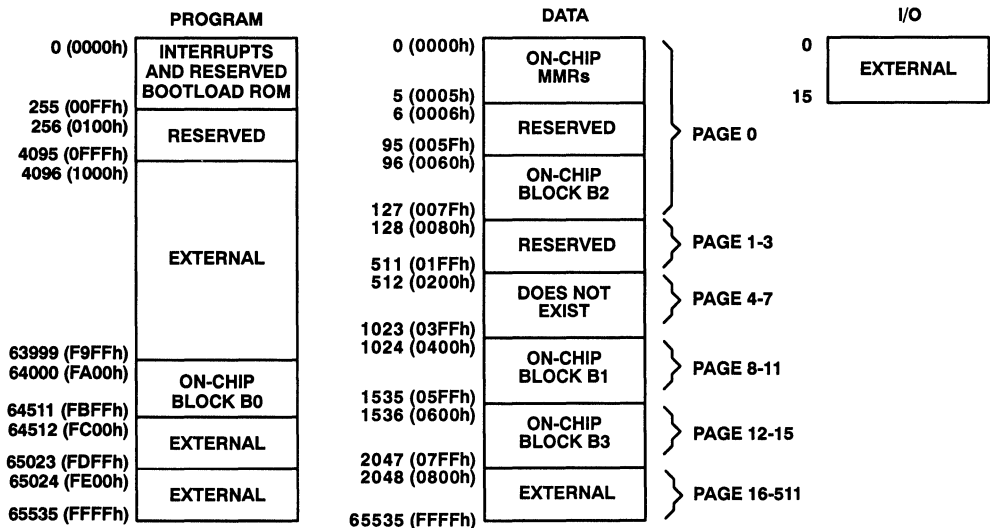 PROGRAM
0 (0000h)
INTERRUPTS
AND RESERVED
BOOTLOAD ROM
255 (00FFh)
256 (0100h)
RESERVED
4095 (0FFFh)
4096 (1000h)
EXTERNAL
63999 (F9FFh)
64000 (FA00h)
ON-CHIP
BLOCK B0
64511 (FBFFh)
64512 (FC00h)
EXTERNAL
65023 (FDFFh)
65024 (FE00h)
EXTERNAL
65535 (FFFFh)
DATA
0 (0000h)
ON-CHIP
MMRs
5 (0005h)
6 (0006h)
RESERVED
95 (005Fh)
96 (0060h)
ON-CHIP
BLOCK B2
127 (007Fh)
PAGE 0
128 (0080h)
RESERVED
511 (01FFh)
PAGE 1-3
512 (0200h)
DOES NOT
EXIST
1023 (03FFh)
PAGE 4-7
1024 (0400h)
ON-CHIP
BLOCK B1
1535 (05FFh)
PAGE 8-11
1536 (0600h)
ON-CHIP
BLOCK B3
2047 (07FFh)
PAGE 12-15
2048 (0800h)
EXTERNAL
65535 (FFFFh)
PAGE 16-511
I/O
0
EXTERNAL
15